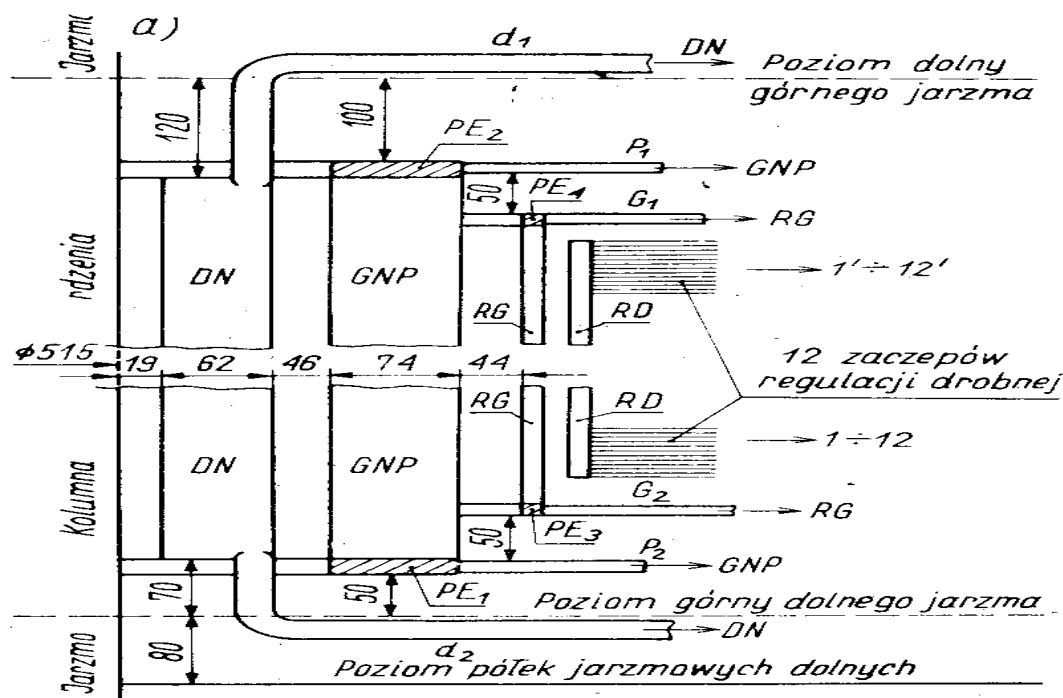 a)
Jarzmo
d₁
DN
Poziom dolny
górnego jarzma
120
100
PE₂
P₁
GNP
50
PE₄
G₁
RG
rdzenia
DN
GNP
1' ÷ 12'
RG
RD
φ515
19
62
46
74
44
12 zaczepów
regulacji drobnej
RG
RD
Kolumna
DN
GNP
1 ÷ 12
G₂
RG
50
PE₃
P₂
GNP
70
50
PE₁
Poziom górny dolnego jarzma
DN
Jarzmo
80
d₂
Poziom półek jarzmowych dolnych